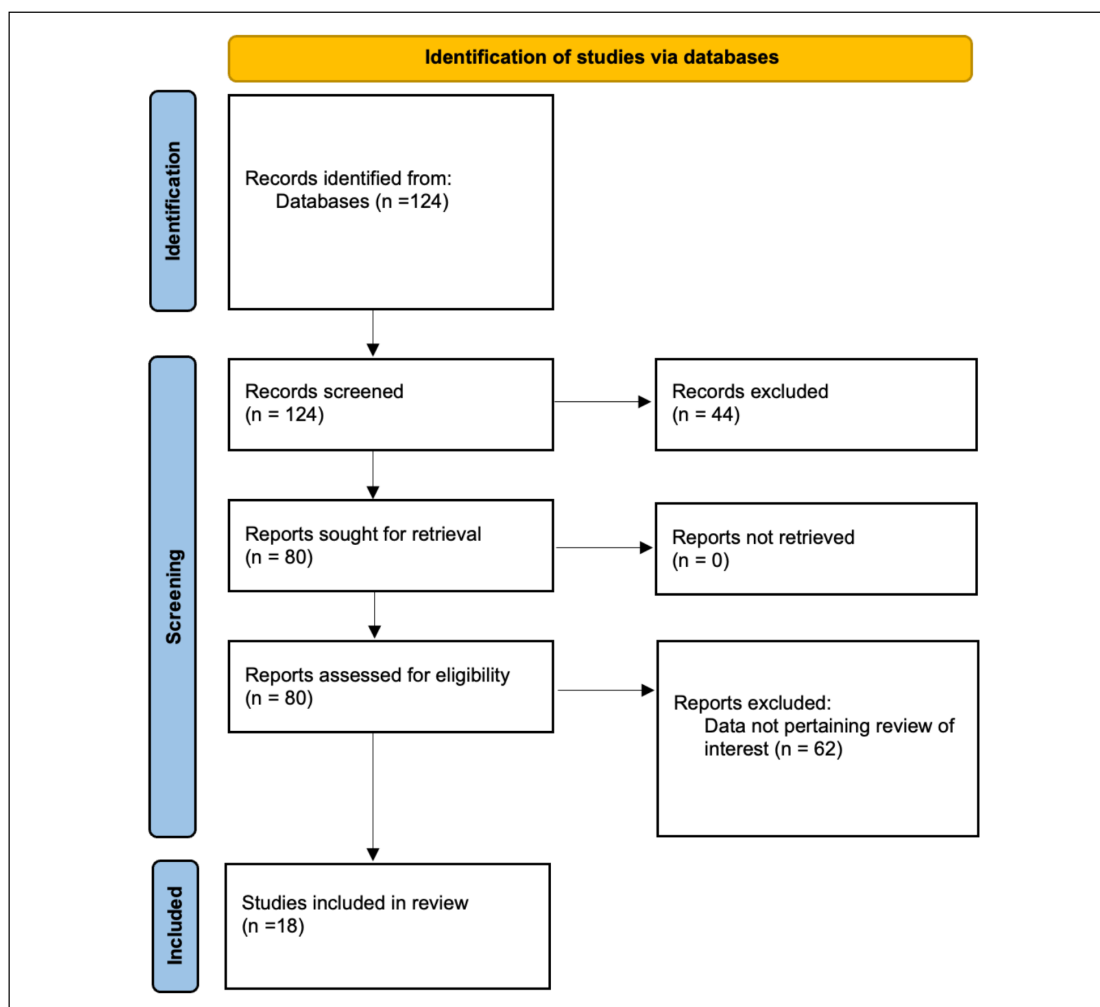 Identification of studies via databases
Identification
Records identified from:
Databases (n =124)
Screening
Records screened
(n = 124)
Records excluded
(n = 44)
Reports sought for retrieval
(n = 80)
Reports not retrieved
(n = 0)
Reports assessed for eligibility
(n = 80)
Reports excluded:
Data not pertaining review of
interest (n = 62)
Included
Studies included in review
(n =18)